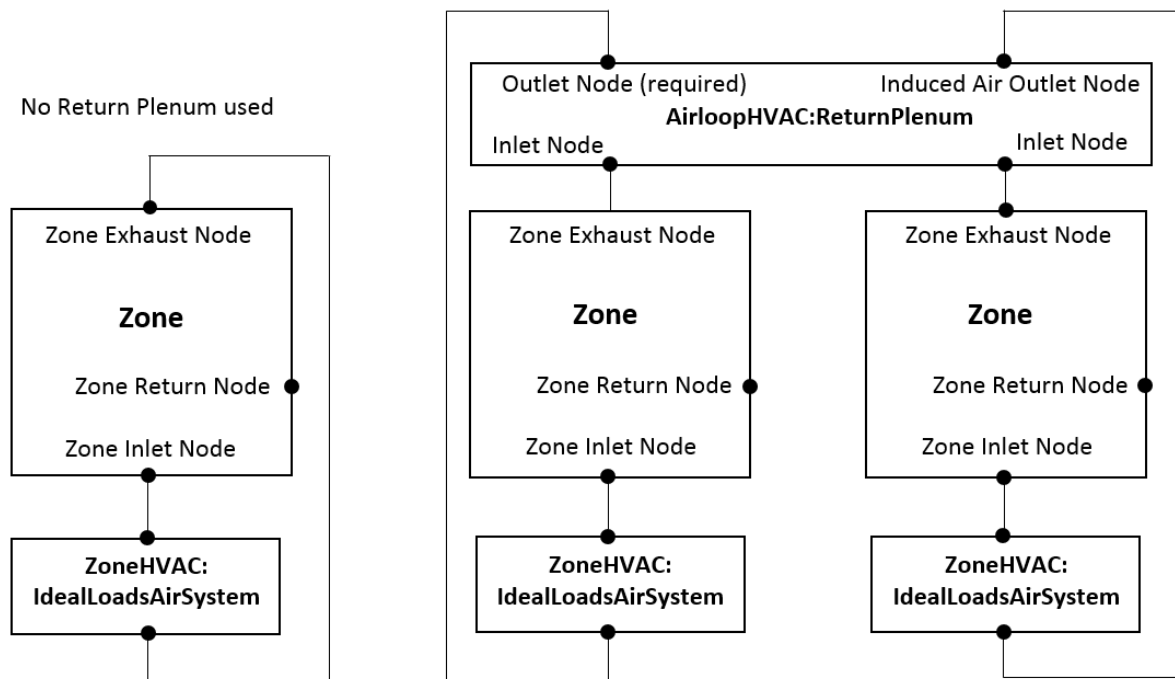 No Return Plenum used
Zone Exhaust Node
Zone
Zone Return Node
Zone Inlet Node
ZoneHVAC:
IdealLoadsAirSystem
Outlet Node (required)
Induced Air Outlet Node
AirloopHVAC:ReturnPlenum
Inlet Node
Inlet Node
Zone Exhaust Node
Zone
Zone Return Node
Zone Inlet Node
ZoneHVAC:
IdealLoadsAirSystem
Zone Exhaust Node
Zone
Zone Return Node
Zone Inlet Node
ZoneHVAC:
IdealLoadsAirSystem